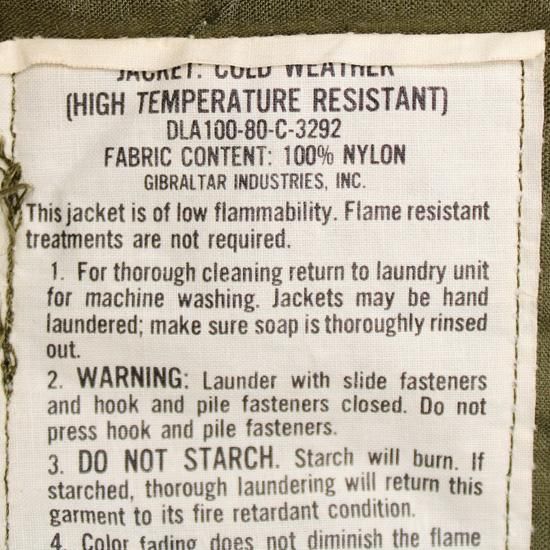 JACKET: COLD WEATHER
(HIGH TEMPERATURE RESISTANT)
DLA100-80-C-3292
FABRIC CONTENT: 100% NYLON
GIBRALTAR INDUSTRIES, INC.
This jacket is of low flammability. Flame resistant
treatments are not required.
1. For thorough cleaning return to laundry unit
for machine washing. Jackets may be hand
laundered; make sure soap is thoroughly rinsed
out.
2. WARNING: Launder with slide fasteners
and hook and pile fasteners closed. Do not
press hook and pile fasteners.
3. DO NOT STARCH. Starch will burn. If
starched, thorough laundering will return this
garment to its fire retardant condition.
4. Color fading does not diminish the flame